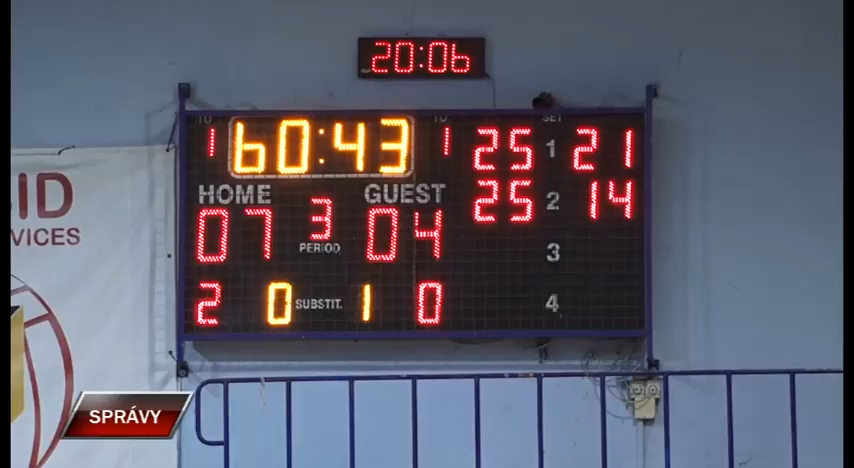 20:06
TO 1 60:43 TO 1
SET
25 1 21
25 2 14
3
4
HOME GUEST
07 3 04
PERIOD
2 0 SUBSTIT. 1 0
SID
VICES
SPRÁVY